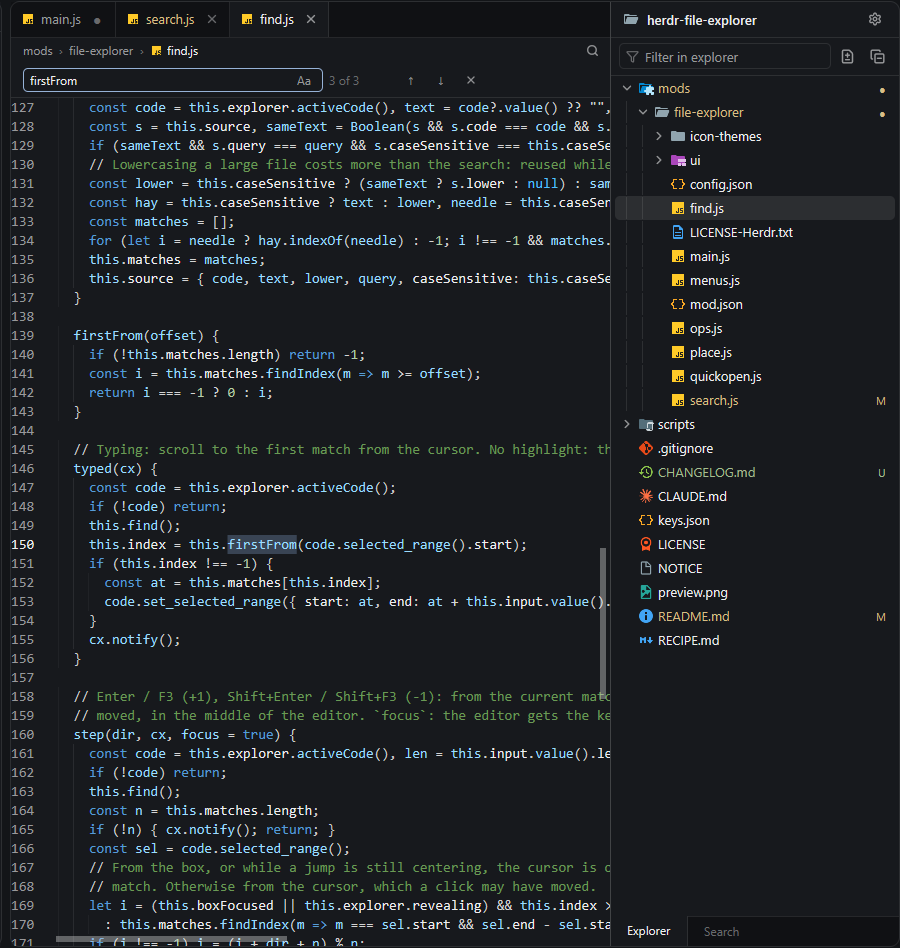 main.js
search.js
find.js
mods › file-explorer › find.js
firstFrom Aa 3 of 3 ↑ ↓ ✕
127 const code = this.explorer.activeCode(), text = code?.value() ?? "",
128 const s = this.source, sameText = Boolean(s && s.code === code && s.
129 if (sameText && s.query === query && s.caseSensitive === this.caseSe
130 // Lowercasing a large file costs more than the search: reused while
131 const lower = this.caseSensitive ? (sameText ? s.lower : null) : sam
132 const hay = this.caseSensitive ? text : lower, needle = this.caseSen
133 const matches = [];
134 for (let i = needle ? hay.indexOf(needle) : -1; i !== -1 && matches.
135 this.matches = matches;
136 this.source = { code, text, lower, query, caseSensitive: this.caseSe
137 }
138
139 firstFrom(offset) {
140 if (!this.matches.length) return -1;
141 const i = this.matches.findIndex(m => m >= offset);
142 return i === -1 ? 0 : i;
143 }
144
145 // Typing: scroll to the first match from the cursor. No highlight: th
146 typed(cx) {
147 const code = this.explorer.activeCode();
148 if (!code) return;
149 this.find();
150 this.index = this.firstFrom(code.selected_range().start);
151 if (this.index !== -1) {
152 const at = this.matches[this.index];
153 code.set_selected_range({ start: at, end: at + this.input.value().
154 }
155 cx.notify();
156 }
157
158 // Enter / F3 (+1), Shift+Enter / Shift+F3 (-1): from the current mat
159 // moved, in the middle of the editor. `focus`: the editor gets the ke
160 step(dir, cx, focus = true) {
161 const code = this.explorer.activeCode(), len = this.input.value().le
162 if (!code) return;
163 this.find();
164 const n = this.matches.length;
165 if (!n) { cx.notify(); return; }
166 const sel = code.selected_range();
167 // From the box, or while a jump is still centering, the cursor is o
168 // match. Otherwise from the cursor, which a click may have moved.
169 let i = (this.boxFocused || this.explorer.revealing) && this.index >
170 : this.matches.findIndex(m => m === sel.start && sel.end - sel.sta
171 if (i !== -1) i = (i + dir + n) % n;
herdr-file-explorer
Filter in explorer
mods
file-explorer
icon-themes
ui
config.json
find.js
LICENSE-Herdr.txt
main.js
menus.js
mod.json
ops.js
place.js
quickopen.js
search.js M
scripts
.gitignore
CHANGELOG.md U
CLAUDE.md
keys.json
LICENSE
NOTICE
preview.png
README.md M
RECIPE.md
Explorer
Search